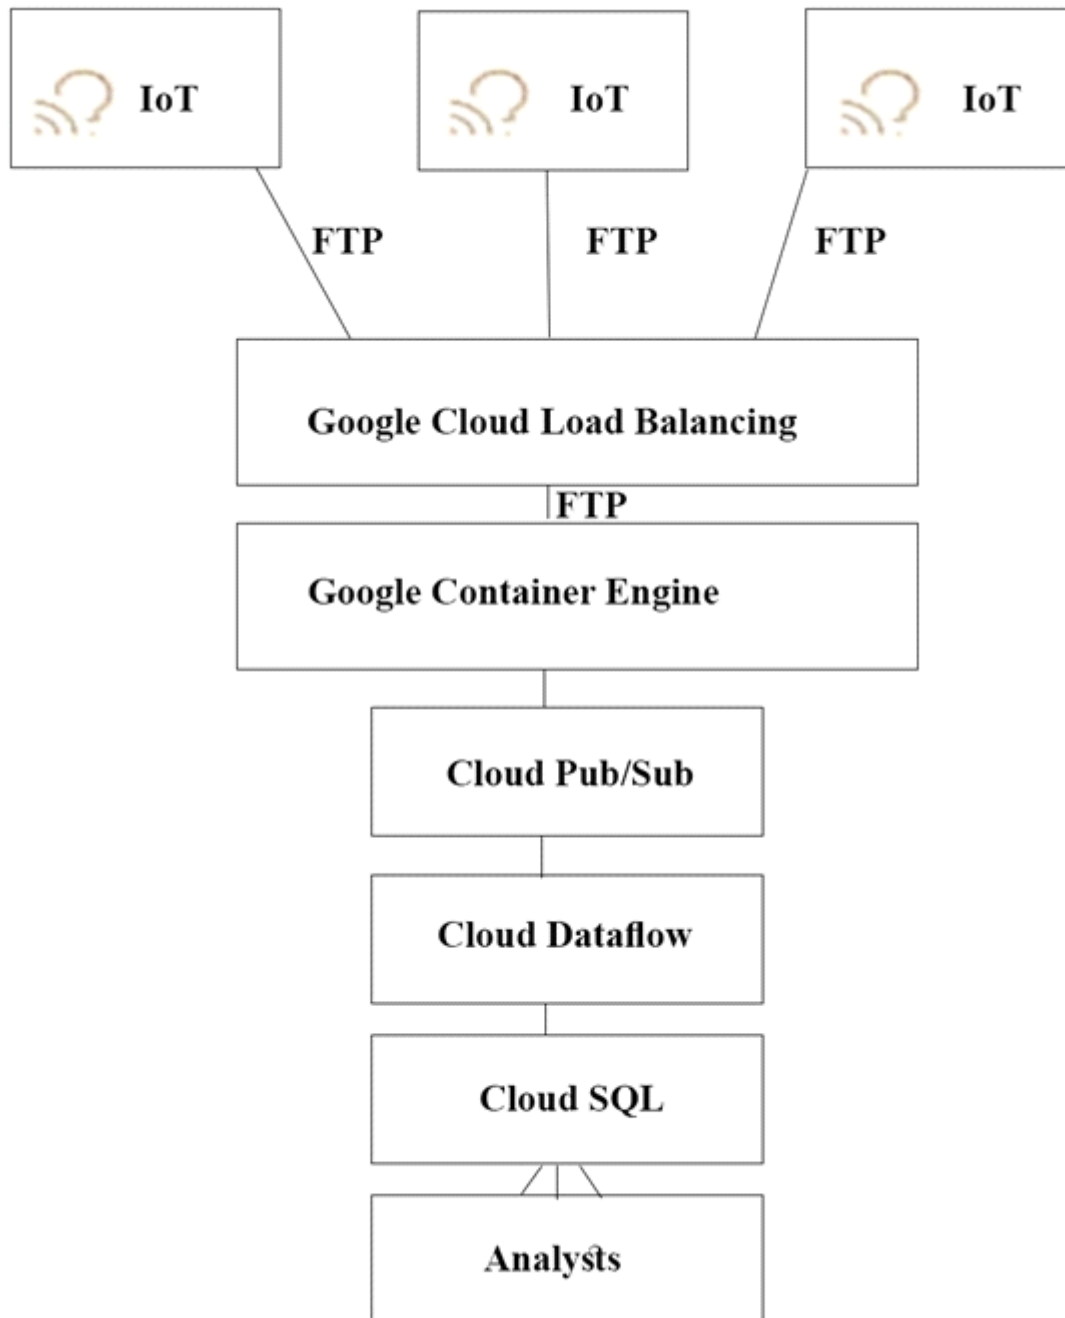 IoT IoT IoT
FTP FTP FTP
Google Cloud Load Balancing
FTP
Google Container Engine
Cloud Pub/Sub
Cloud Dataflow
Cloud SQL
Analysts